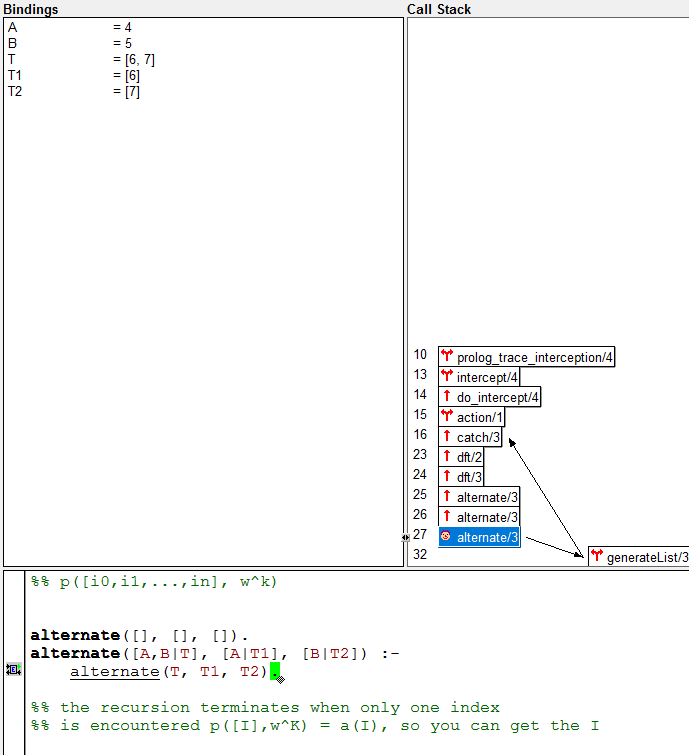 Bindings
Call Stack
A = 4
B = 5
T = [6, 7]
T1 = [6]
T2 = [7]
10 prolog_trace_interception/4
13 intercept/4
14 do_intercept/4
15 action/1
16 catch/3
23 dft/2
24 dft/3
25 alternate/3
26 alternate/3
27 alternate/3
32 generateList/3
%% p([i0,i1,...,in], w^k)
alternate([], [], []).
alternate([A,B|T], [A|T1], [B|T2]) :-
alternate(T, T1, T2).
%% the recursion terminates when only one index
%% is encountered p([I],w^K) = a(I), so you can get the I